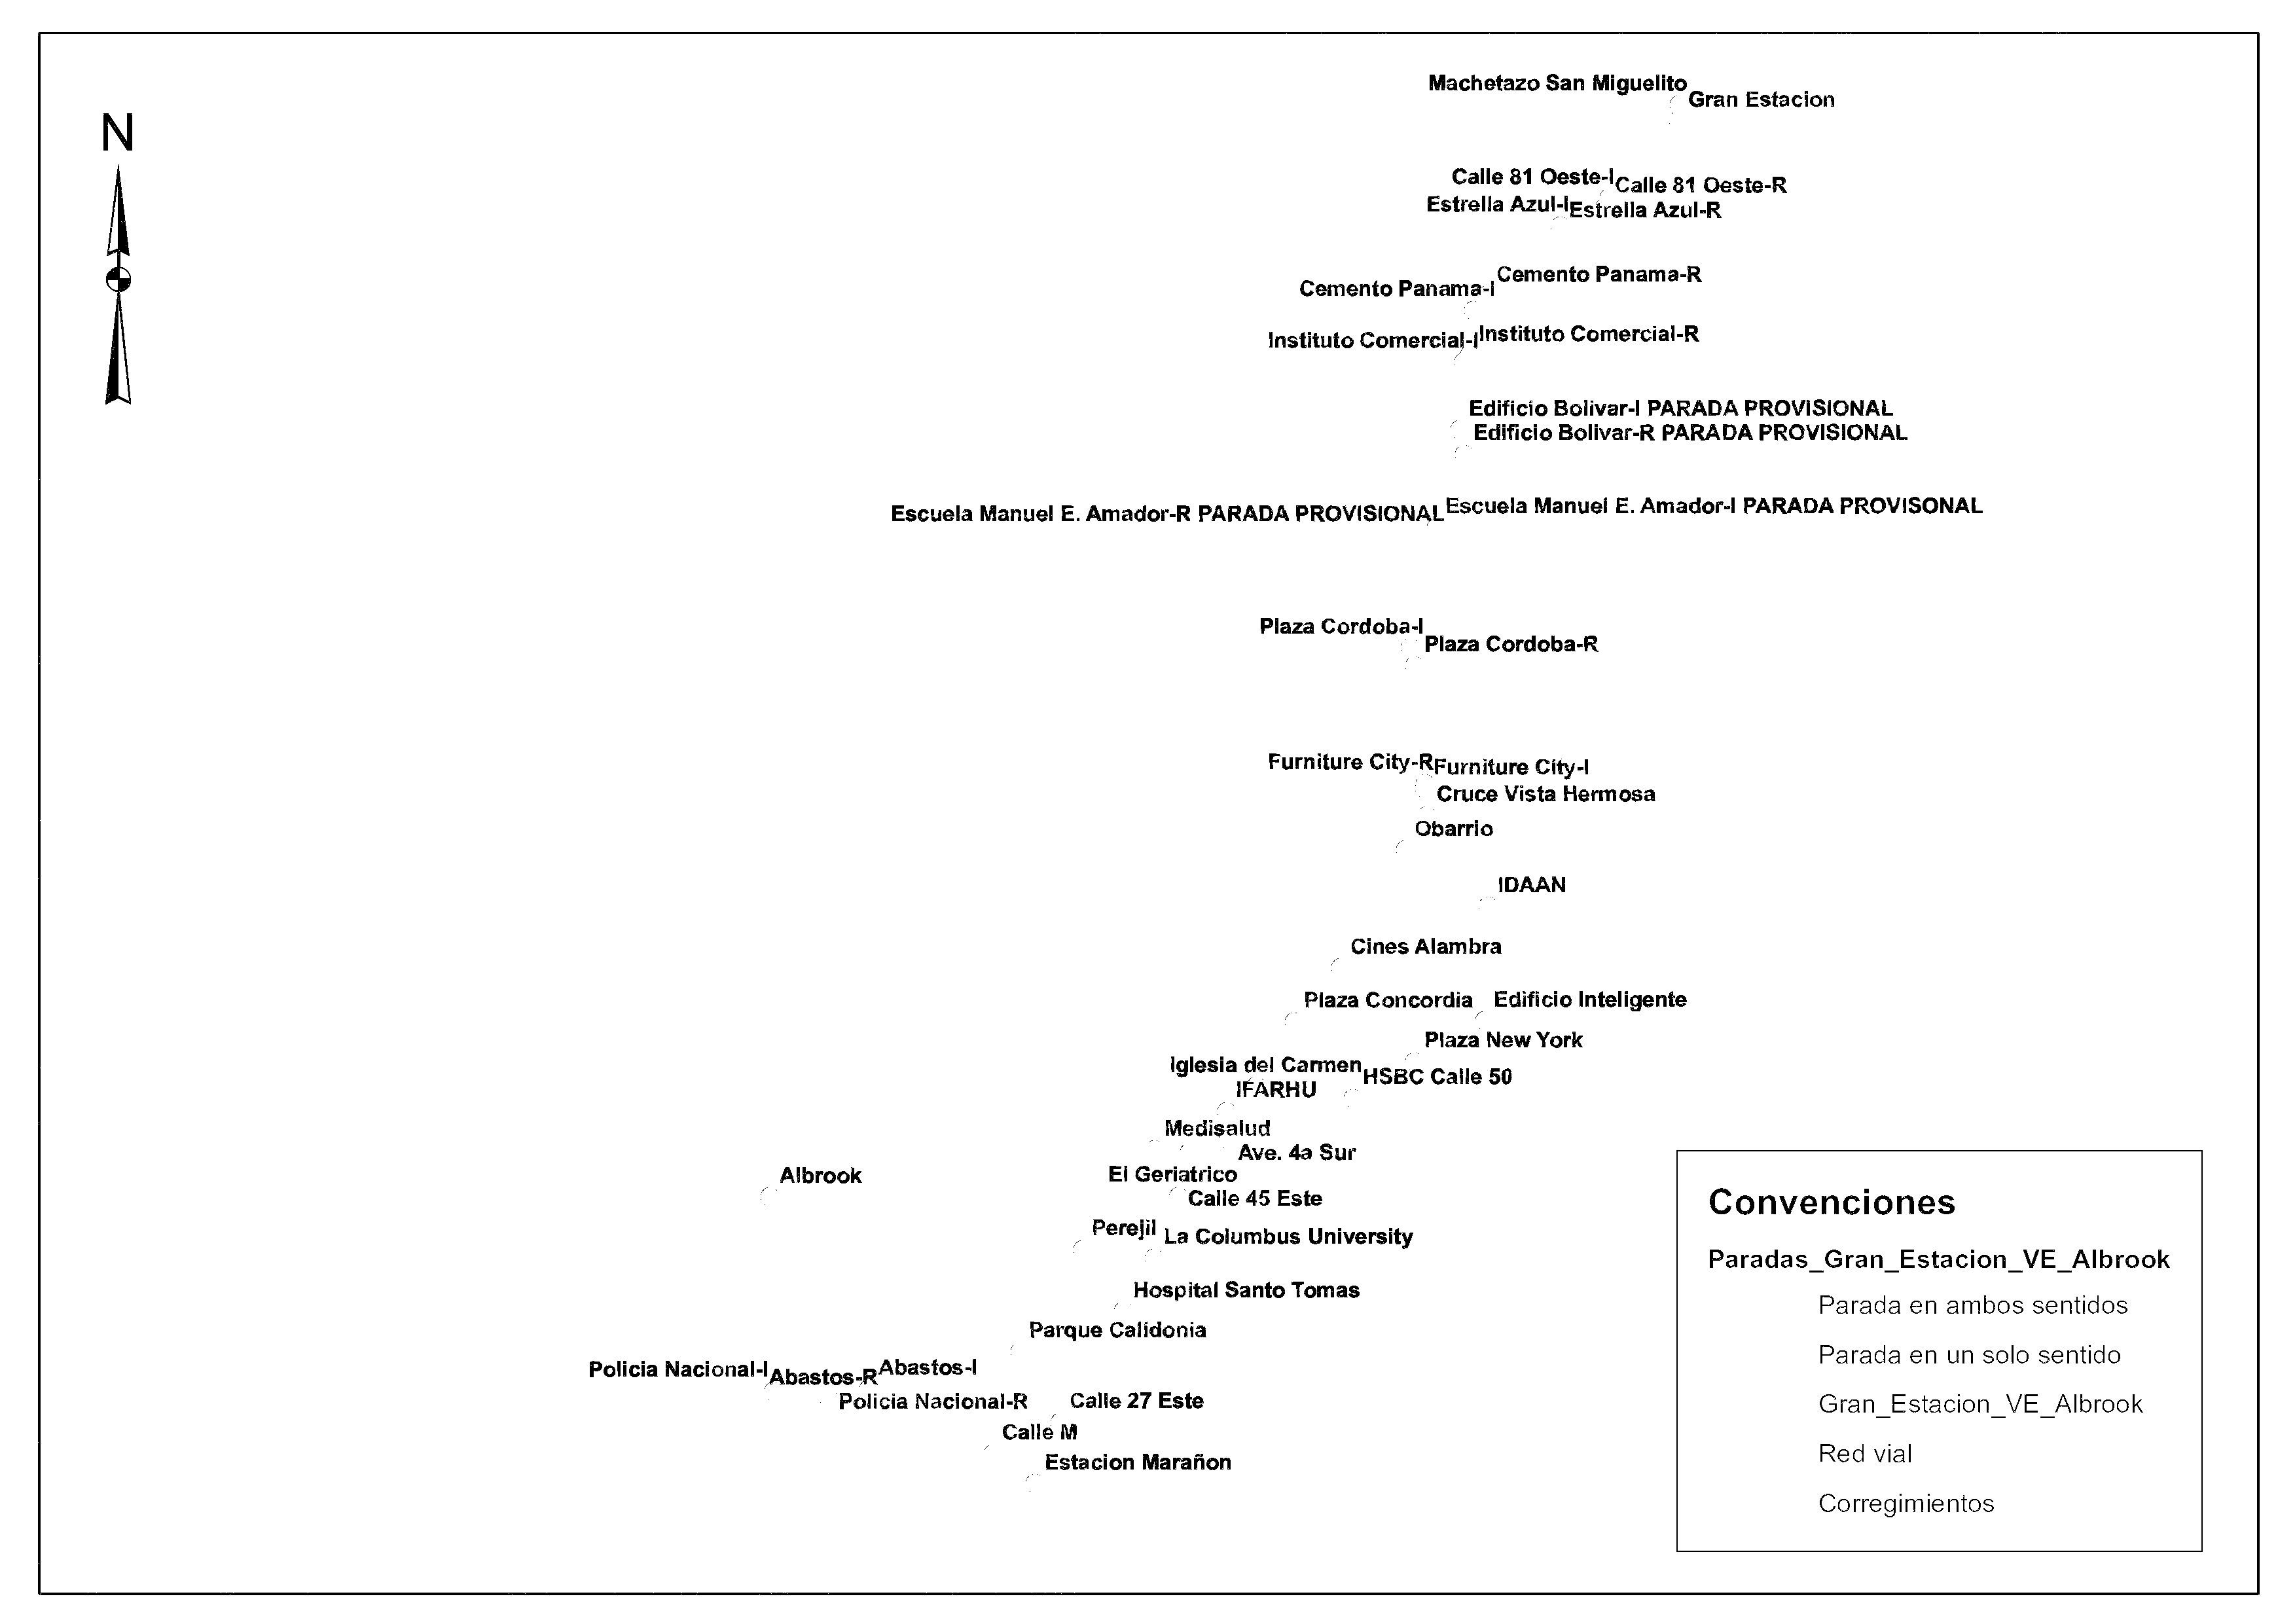 Machetazo San Miguelito
Gran Estacion
N
Calle 81 Oeste-I
Calle 81 Oeste-R
Estrella Azul-I
Estrella Azul-R
Cemento Panama-R
Cemento Panama-I
Instituto Comercial-R
Instituto Comercial-I
Edificio Bolivar-I PARADA PROVISIONAL
Edificio Bolivar-R PARADA PROVISIONAL
Escuela Manuel E. Amador-R PARADA PROVISIONAL
Escuela Manuel E. Amador-I PARADA PROVISONAL
Plaza Cordoba-I
Plaza Cordoba-R
Furniture City-R
Furniture City-I
Cruce Vista Hermosa
Obarrio
IDAAN
Cines Alambra
Plaza Concordia
Edificio Inteligente
Plaza New York
Iglesia del Carmen
HSBC Calle 50
IFARHU
Medisalud
Ave. 4a Sur
Albrook
El Geriatrico
Calle 45 Este
Perejil
La Columbus University
Hospital Santo Tomas
Parque Calidonia
Policia Nacional-I
Abastos-R
Abastos-I
Policia Nacional-R
Calle 27 Este
Calle M
Estacion Marañon
Convenciones
Paradas_Gran_Estacion_VE_Albrook
Parada en ambos sentidos
Parada en un solo sentido
Gran_Estacion_VE_Albrook
Red vial
Corregimientos